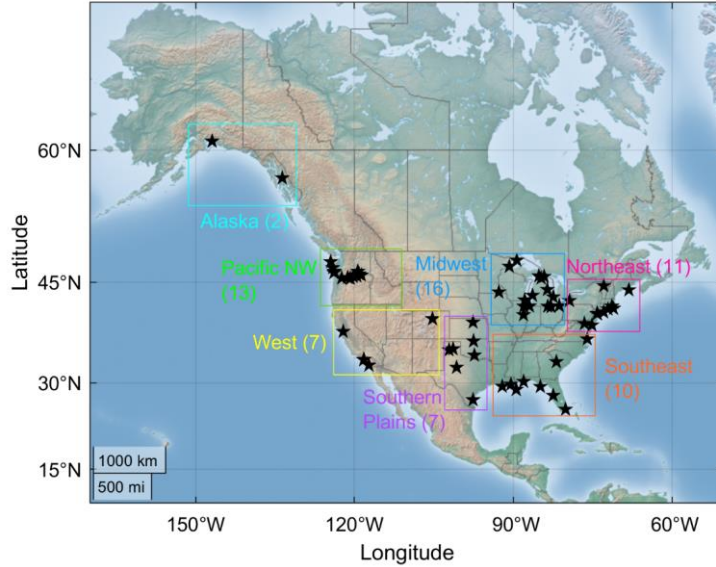 60°N
45°N
30°N
15°N
Latitude
Alaska (2)
Pacific NW
(13)
Midwest
(16)
Northeast (11)
West (7)
Southern
Plains (7)
Southeast
(10)
1000 km
500 mi
150°W
120°W
90°W
60°W
Longitude